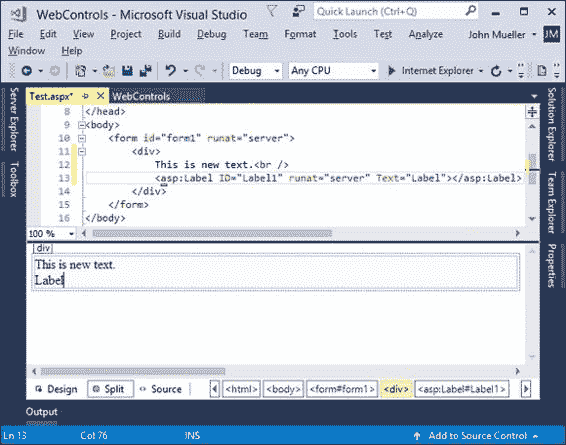 WebControls - Microsoft Visual Studio
Quick Launch (Ctrl+Q)
File Edit View Project Build Debug Team Format Tools Test Analyze
John Mueller JM
Window Help
Debug Any CPU Internet Explorer
Server Explorer
Toolbox
Test.aspx* WebControls
8 </head>
9 <body>
10 <form id="form1" runat="server">
11 <div>
12 This is new text.<br />
13 <asp:Label ID="Label1" runat="server" Text="Label"></asp:Label>
14 </div>
15 </form>
16 </body>
100 %
div
This is new text.
Label
Solution Explorer
Team Explorer
Properties
Design Split Source <html> <body> <form#form1> <div> <asp:Label#Label1>
Output
Ln 13 Col 76 INS Add to Source Control